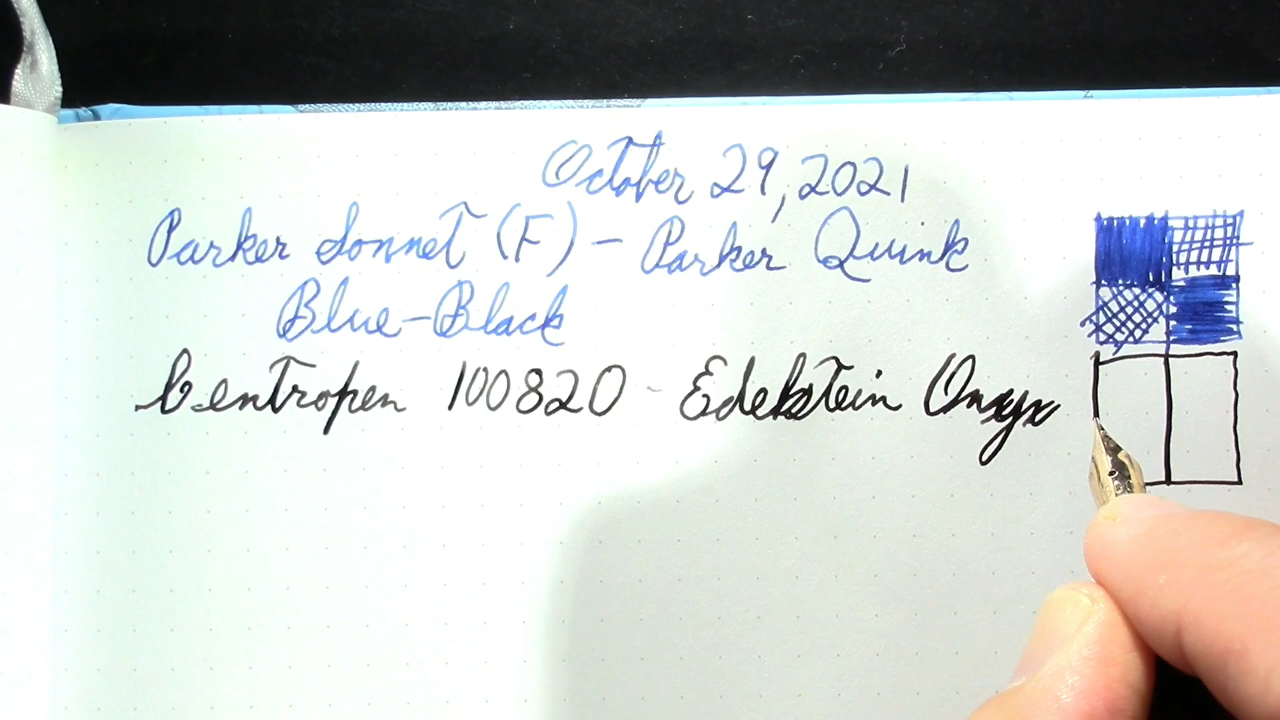 October 29, 2021
Parker Sonnet (F) - Parker Quink
Blue-Black
Centropen 100820 - Edelstein Onyx